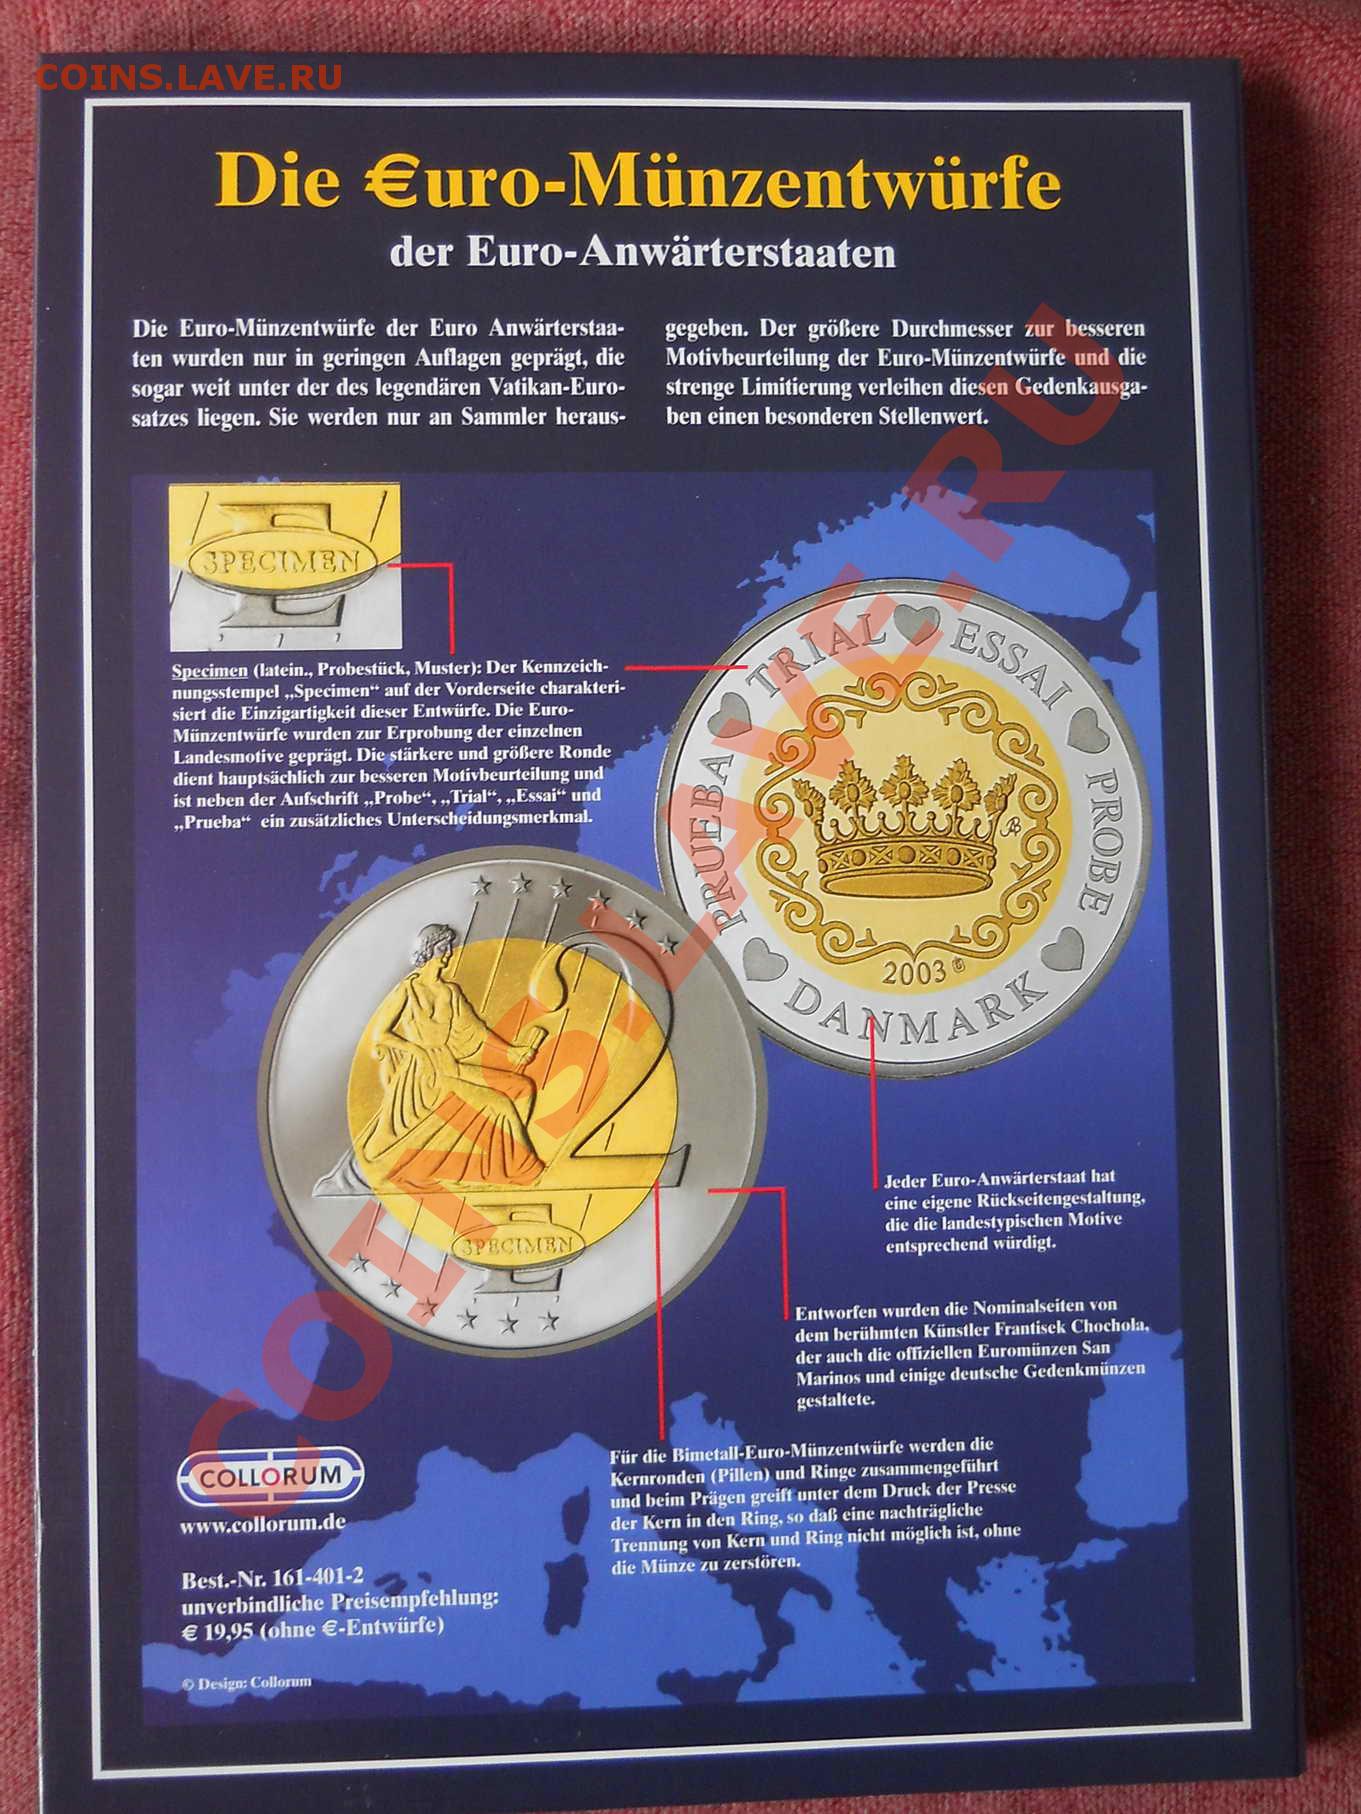 COINS.LAVE.RU
Die €uro-Münzentwürfe
der Euro-Anwärterstaaten
Die Euro-Münzentwürfe der Euro Anwärterstaa-
ten wurden nur in geringen Auflagen geprägt, die
sogar weit unter der des legendären Vatikan-Euro-
satzes liegen. Sie werden nur an Sammler heraus-
gegeben. Der größere Durchmesser zur besseren
Motivbeurteilung der Euro-Münzentwürfe und die
strenge Limitierung verleihen diesen Gedenkausga-
ben einen besonderen Stellenwert.
SPECIMEN
Specimen (latein., Probestück, Muster): Der Kennzeich-
nungsstempel „Specimen“ auf der Vorderseite charakteri-
siert die Einzigartigkeit dieser Entwürfe. Die Euro-
Münzentwürfe wurden zur Erprobung der einzelnen
Landesmotive geprägt. Die stärkere und größere Ronde
dient hauptsächlich zur besseren Motivbeurteilung und
ist neben der Aufschrift „Probe“, „Trial“, „Essai“ und
„Prueba“ ein zusätzliches Unterscheidungsmerkmal.
PRUEBA TRIAL ESSAI PROBE
2003
DANMARK
2
SPECIMEN
Jeder Euro-Anwärterstaat hat
eine eigene Rückseitengestaltung,
die die landestypischen Motive
entsprechend würdigt.
Entworfen wurden die Nominalseiten von
dem berühmten Künstler Frantisek Chochola,
der auch die offiziellen Euromünzen San
Marinos und einige deutsche Gedenkmünzen
gestaltete.
Für die Bimetall-Euro-Münzentwürfe werden die
Kernronden (Pillen) und Ringe zusammengeführt
und beim Prägen greift unter dem Druck der Presse
der Kern in den Ring, so daß eine nachträgliche
Trennung von Kern und Ring nicht möglich ist, ohne
die Münze zu zerstören.
COLLORUM
www.collorum.de
Best.-Nr. 161-401-2
unverbindliche Preisempfehlung:
€ 19,95 (ohne €-Entwürfe)
© Design: Collorum
COINS.LAVE.RU